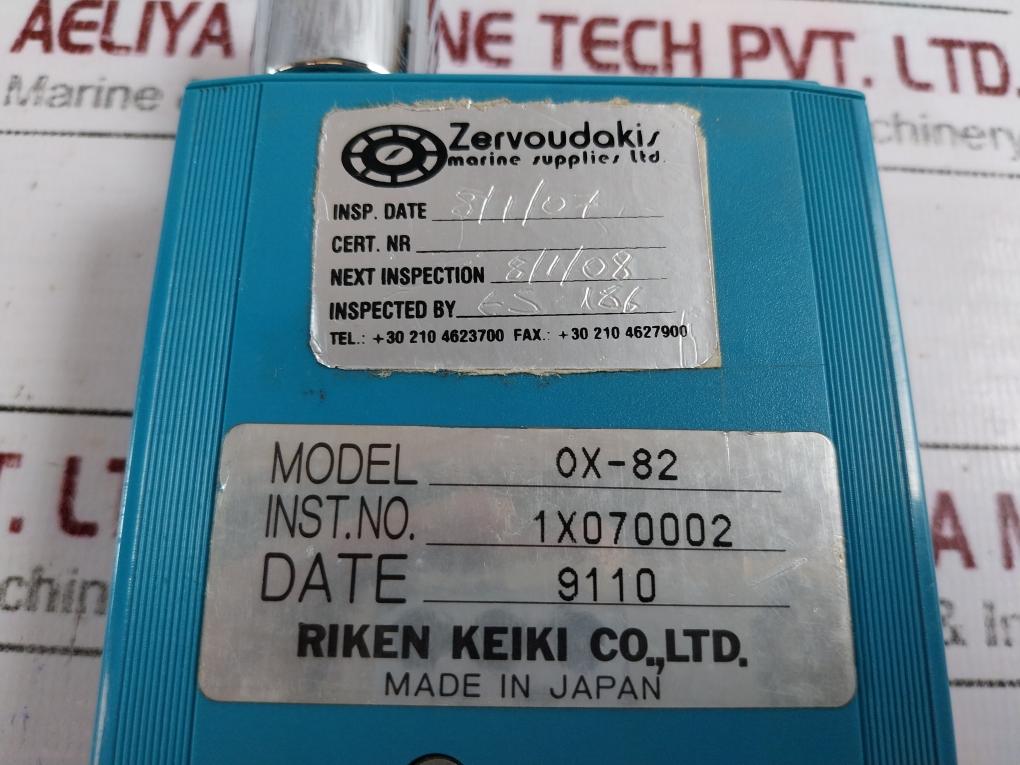 AELIYA NE TECH PVT. LTD.
Marine chinery
Zervoudakis
marine supplies Ltd.
INSP. DATE 8/1/07
CERT. NR
NEXT INSPECTION 8/1/08
INSPECTED BY ES 186
TEL.: +30 210 4623700 FAX.: +30 210 4627900
MODEL OX-82
INST.NO. 1X070002
DATE 9110
RIKEN KEIKI CO.,LTD.
MADE IN JAPAN